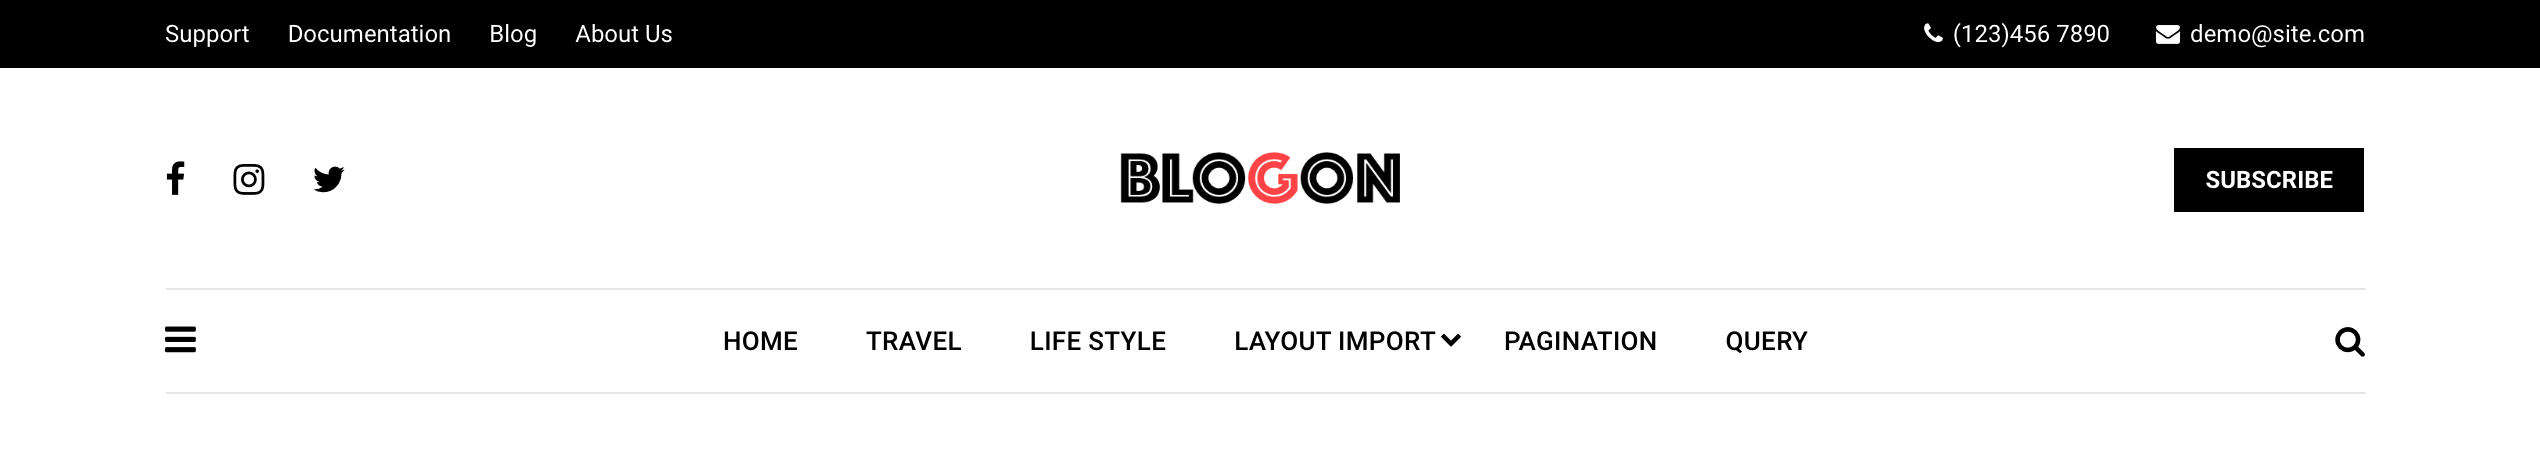 Support Documentation Blog About Us (123)456 7890 demo@site.com
BLOGON SUBSCRIBE
HOME TRAVEL LIFE STYLE LAYOUT IMPORT PAGINATION QUERY